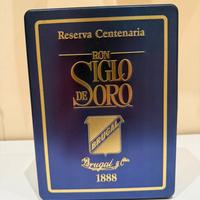 Reserva Centenaria
RON
SIGLO
DE ORO
BRUGAL
Brugal & Co.
1888